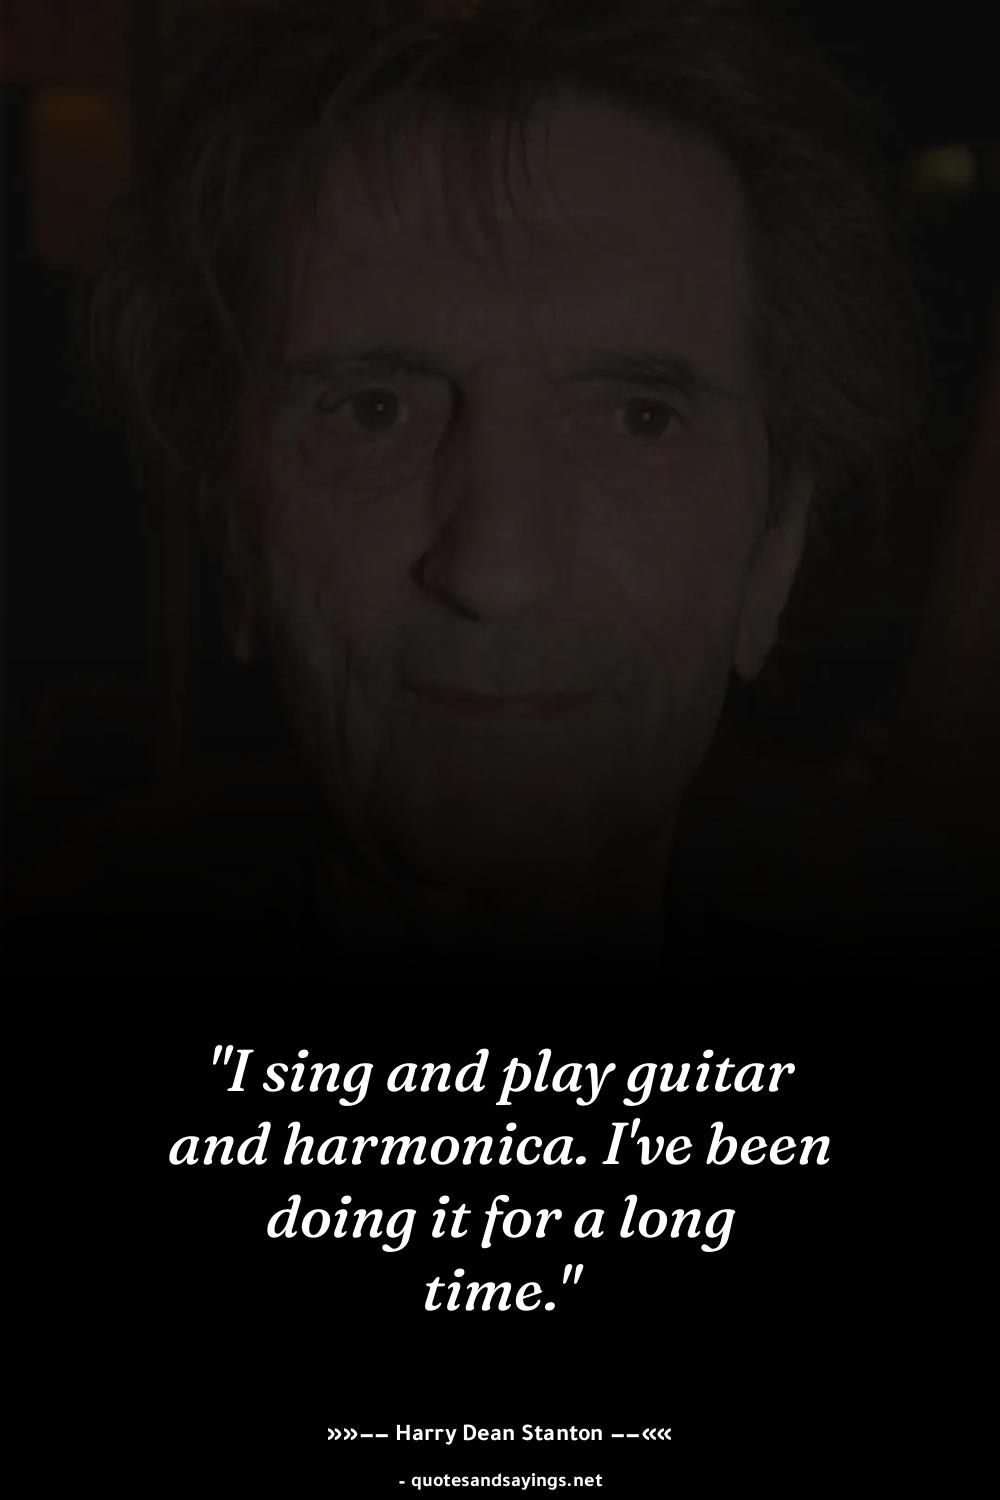 "I sing and play guitar
and harmonica. I've been
doing it for a long
time."
»»−− Harry Dean Stanton −−««
- quotesandsayings.net